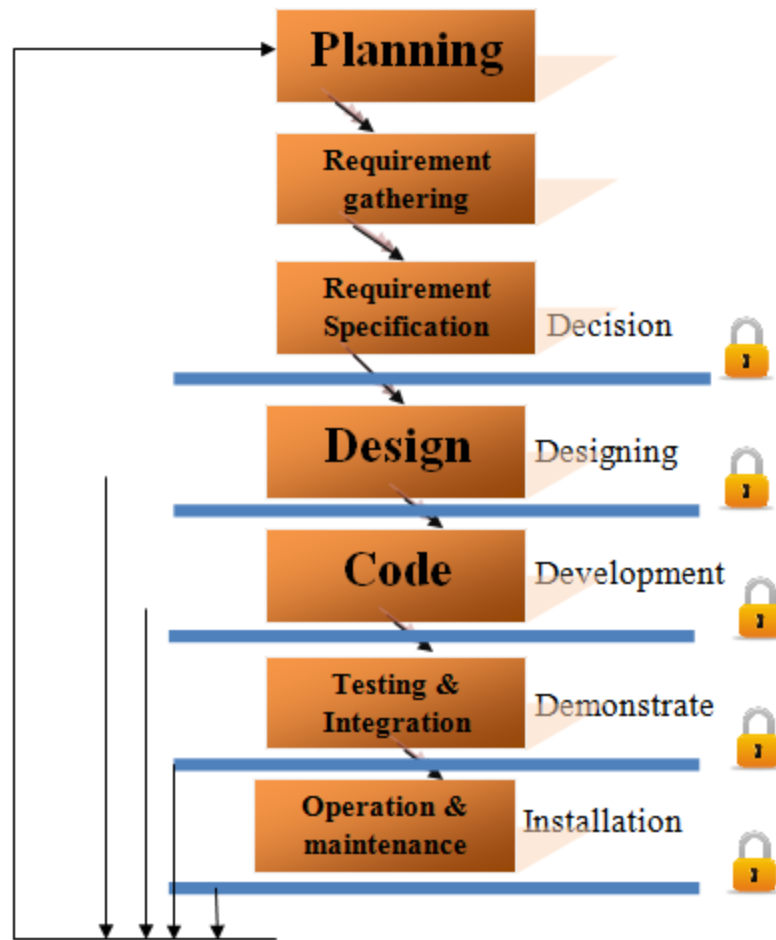 Planning
Requirement
gathering
Requirement
Specification
Decision
Design
Designing
Code
Development
Testing &
Integration
Demonstrate
Operation &
maintenance
Installation